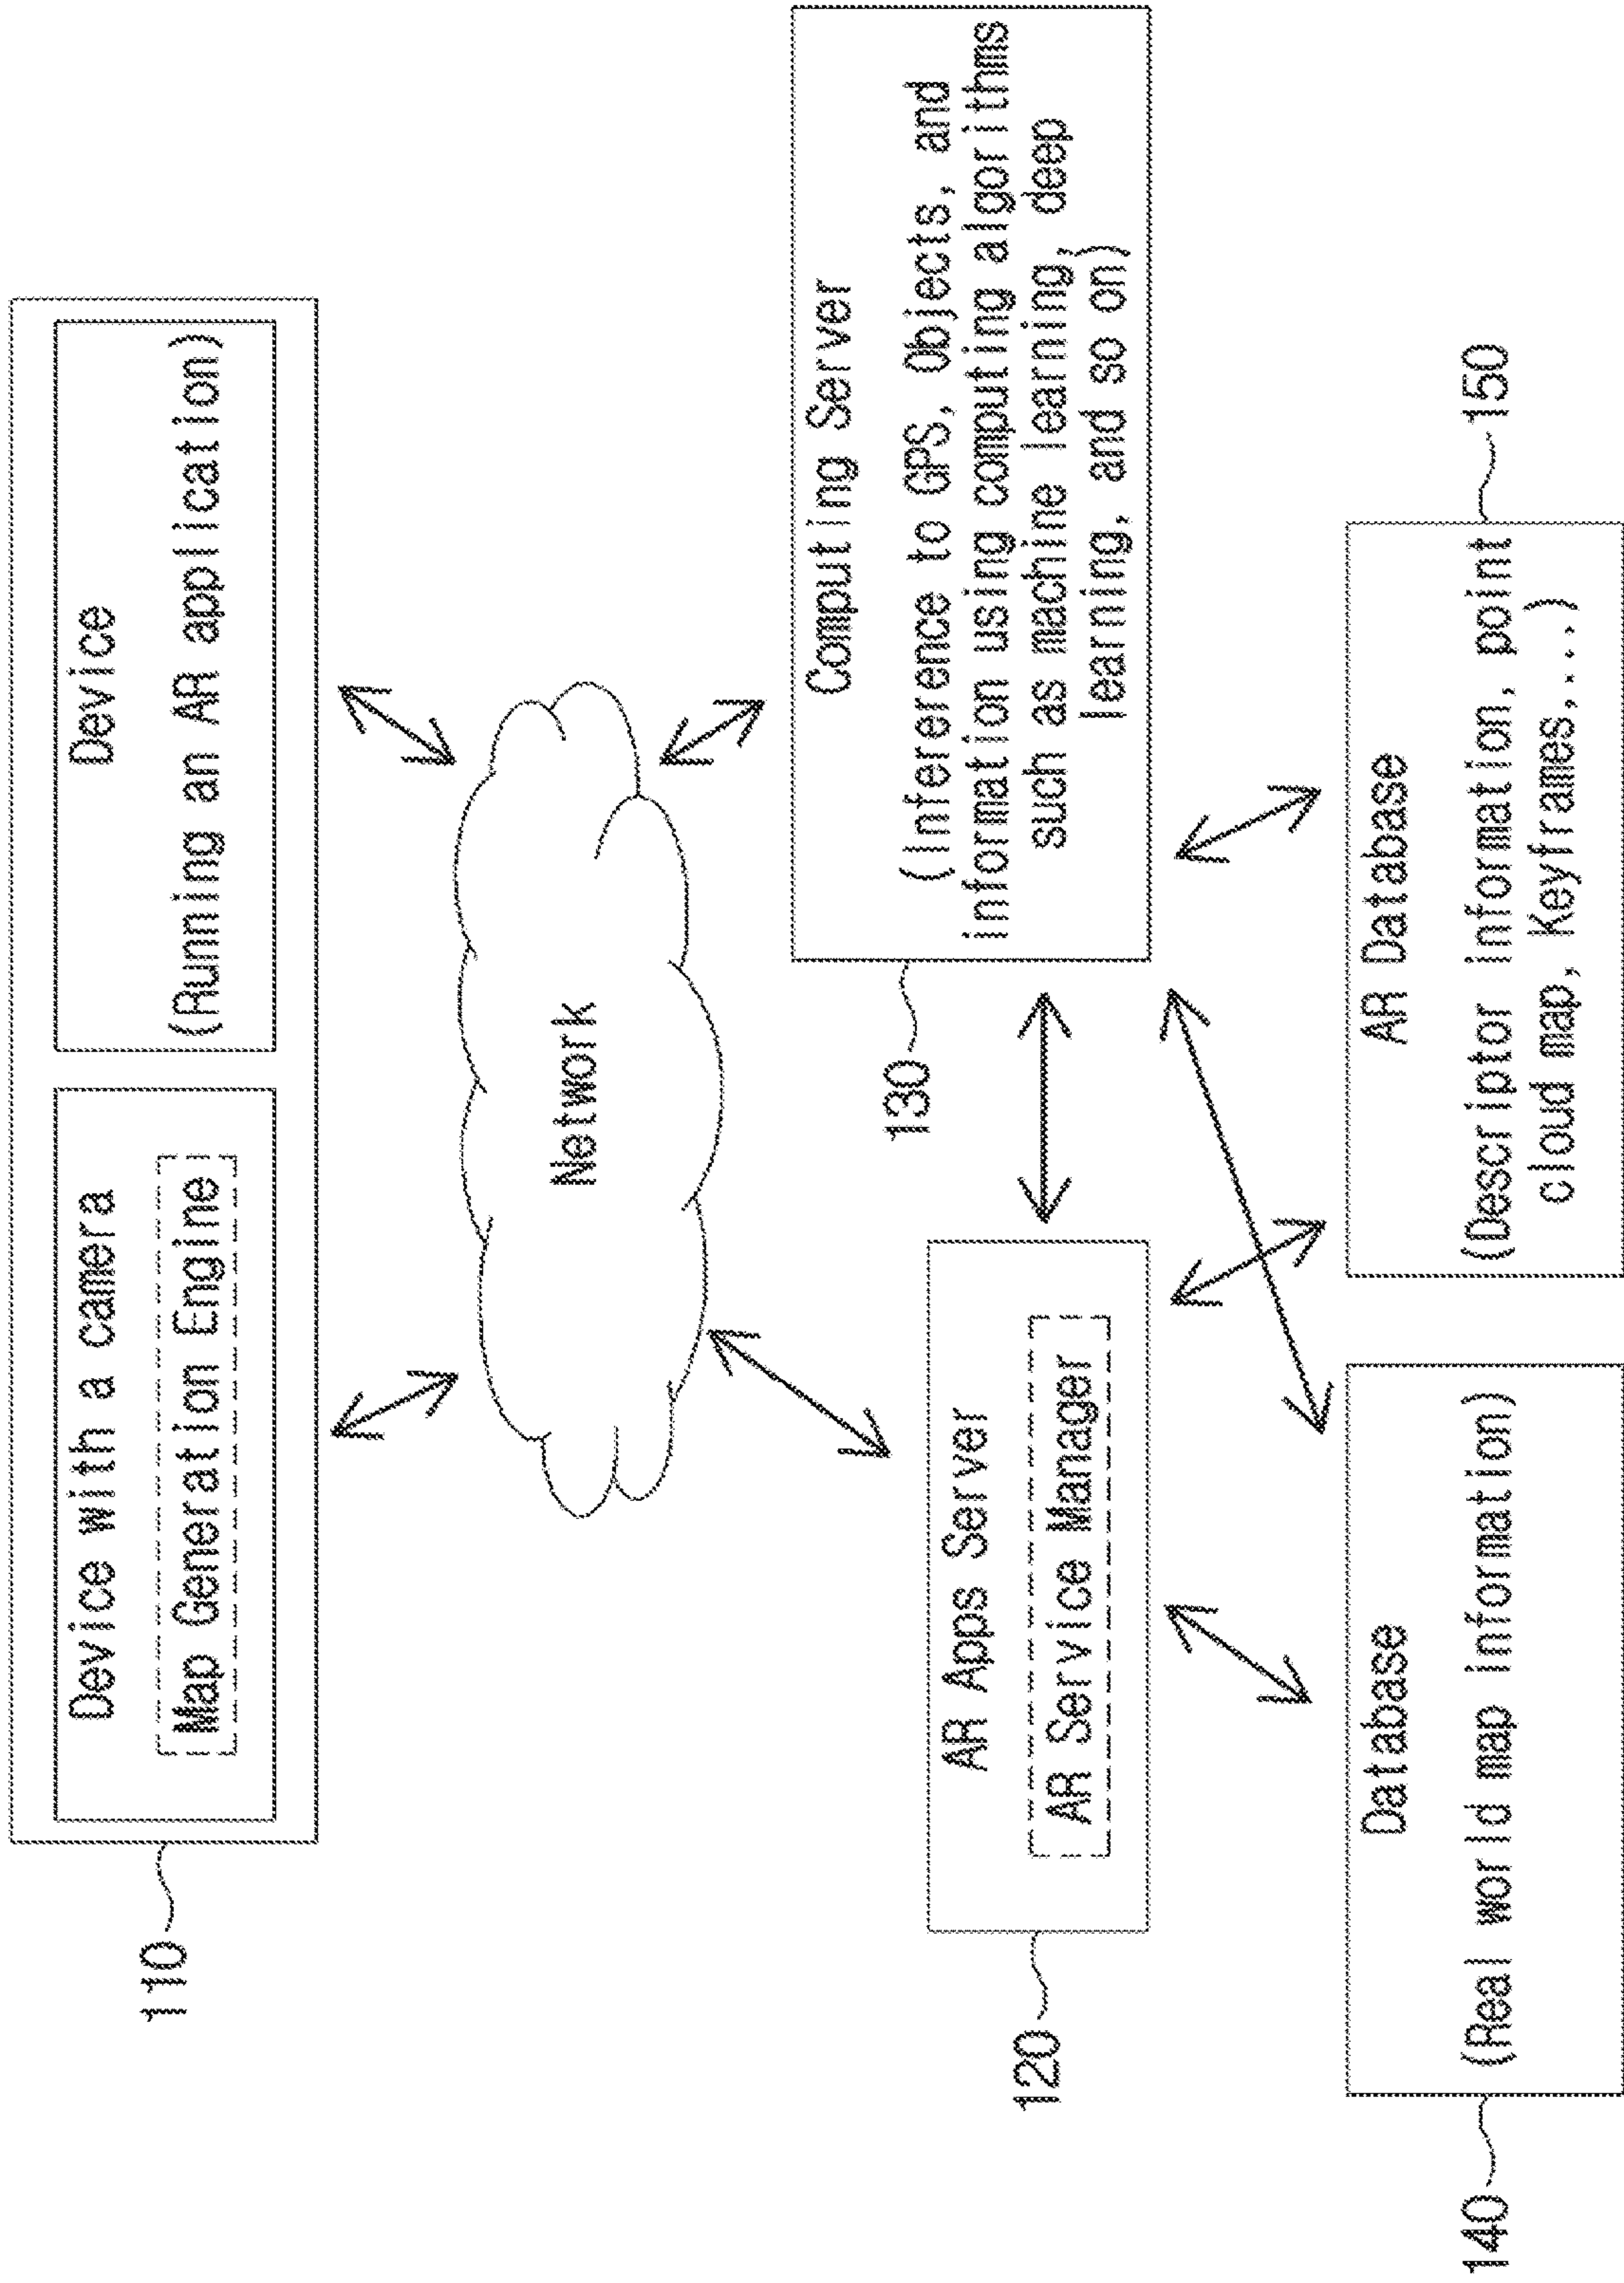 Device with a camera
Map Generation Engine
Device
(Running an AR application)
110
Network
AR Apps Server
AR Service Manager
120
Computing Server
(Inference to GPS, Objects, and
information using computing algorithms
such as machine learning, deep
learning, and so on)
130
Database
(Real world map information)
140
AR Database
(Descriptor information, point
cloud map, Keyframes,...)
150